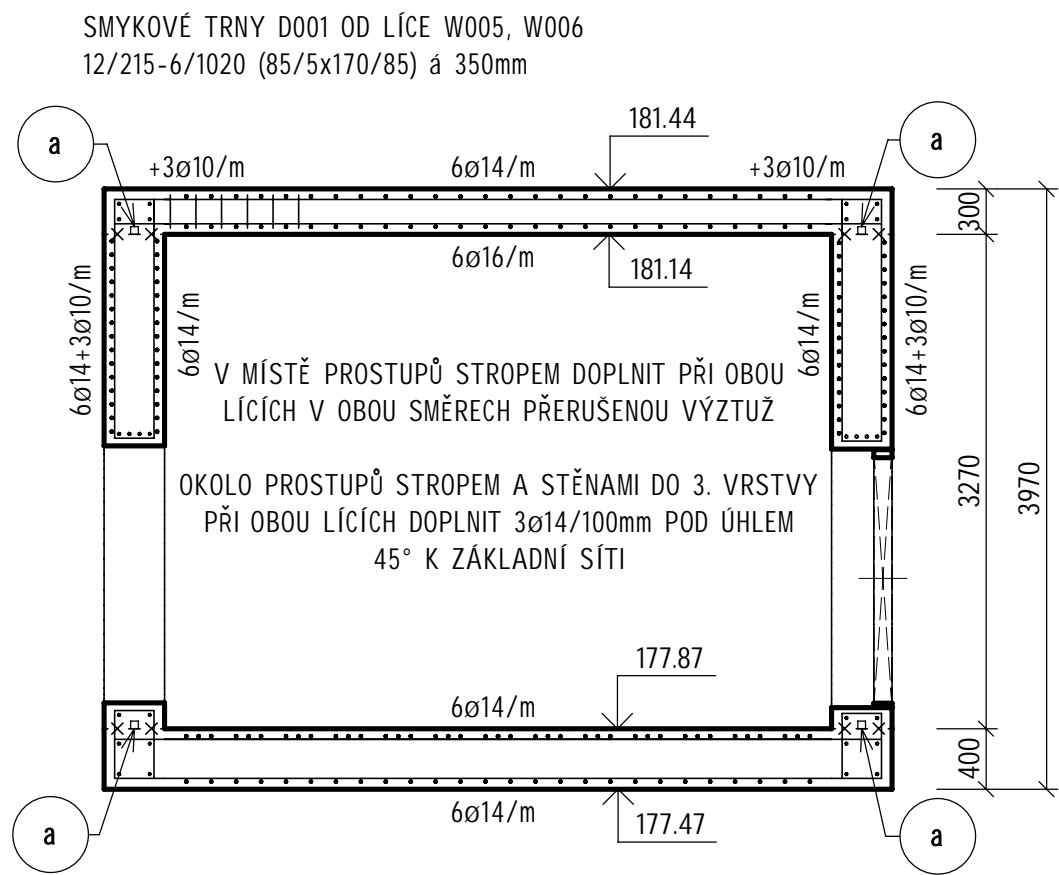 SMYKOVÉ TRNY D001 OD LÍCE W005, W006
12/215-6/1020 (85/5x170/85) á 350mm
181.44
a
a
+3ø10/m
6ø14/m
+3ø10/m
300
6ø16/m
181.14
6ø14+3ø10/m
6ø14/m
6ø14/m
6ø14+3ø10/m
V MÍSTĚ PROSTUPŮ STROPEM DOPLNIT PŘI OBOU
LÍCÍCH V OBOU SMĚRECH PŘERUŠENOU VÝZTUŽ
OKOLO PROSTUPŮ STROPEM A STĚNAMI DO 3. VRSTVY
PŘI OBOU LÍCÍCH DOPLNIT 3ø14/100mm POD ÚHLEM
45° K ZÁKLADNÍ SÍTI
3270
3970
177.87
6ø14/m
400
6ø14/m
177.47
a
a